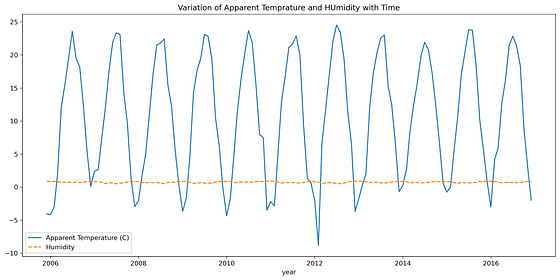 Variation of Apparent Temprature and HUmidity with Time
25
20
15
10
5
0
−5
−10
Apparent Temperature (C)
Humidity
2006 2008 2010 2012 2014 2016
year